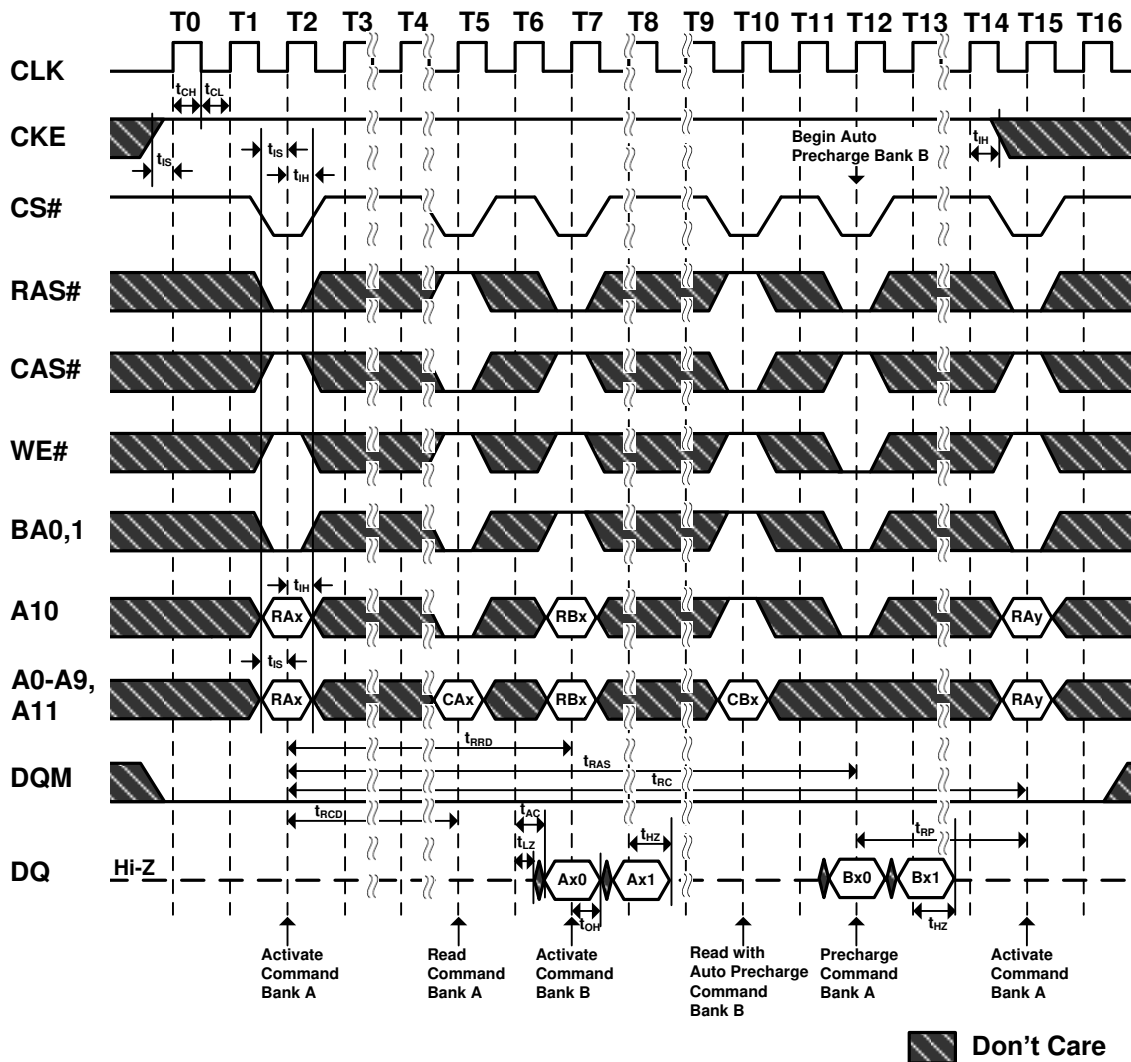 T0 T1 T2 T3 T4 T5 T6 T7 T8 T9 T10 T11 T12 T13 T14 T15 T16
CLK
tCH tCL
CKE
tIS
tIS
tIH
Begin Auto
Precharge Bank B
tIH
CS#
RAS#
CAS#
WE#
BA0,1
tIH
A10
RAx RBx RAy
tIS
A0-A9,
A11
RAx CAx RBx CBx RAy
tRRD
tRAS
DQM
tRC
tRCD
tAC
tLZ
tHZ
tRP
DQ
Hi-Z
Ax0 Ax1 Bx0 Bx1
tOH
tHZ
Activate
Command
Bank A
Read
Command
Bank A
Activate
Command
Bank B
Read with
Auto Precharge
Command
Bank B
Precharge
Command
Bank A
Activate
Command
Bank A
Don't Care